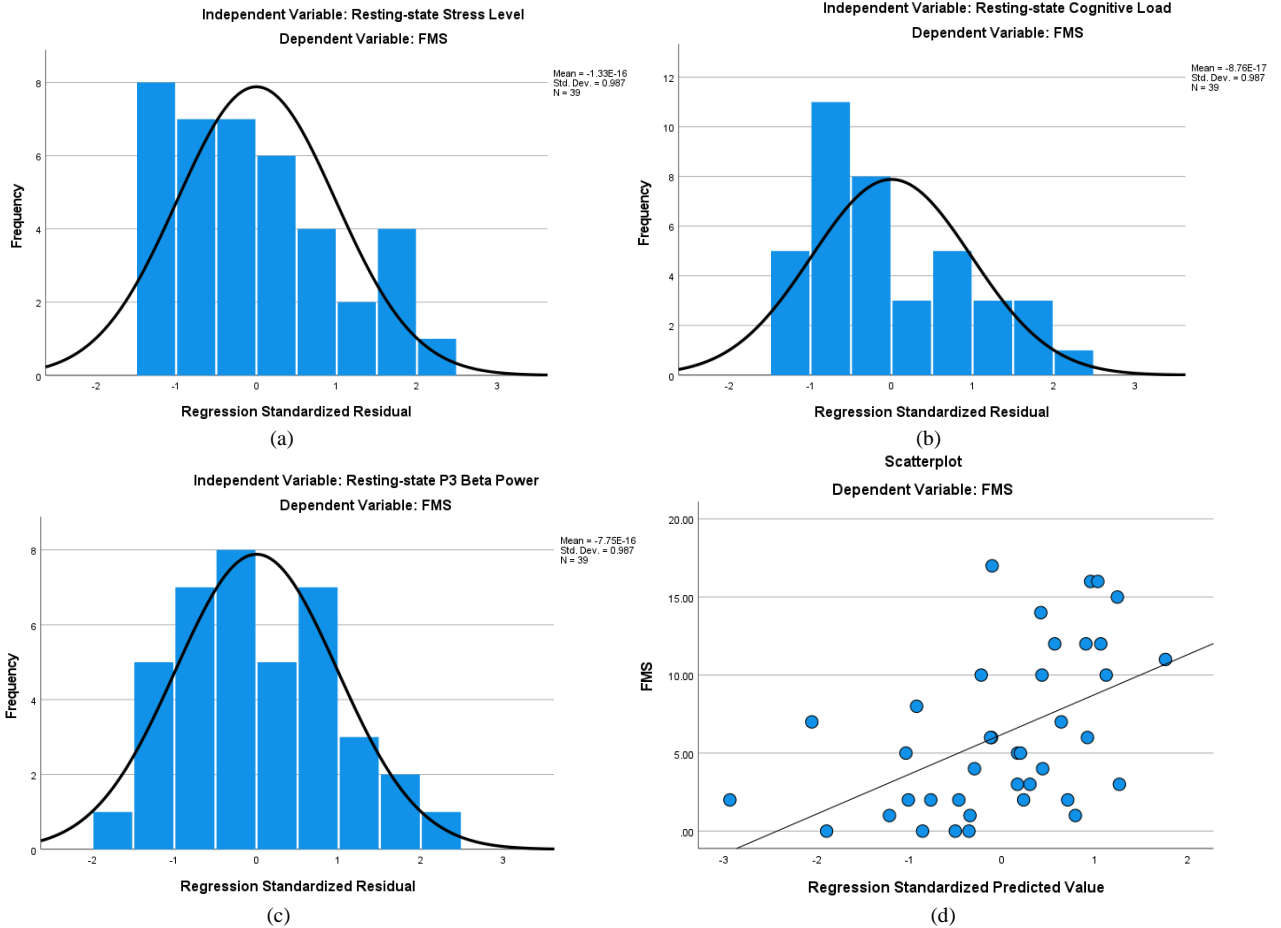 Independent Variable: Resting-state Stress Level
Dependent Variable: FMS
Mean = -1.33E-16
Std. Dev. = 0.987
N = 39
8
6
4
2
0
Frequency
-2
-1
0
1
2
3
Regression Standardized Residual
(a)
Independent Variable: Resting-state Cognitive Load
Dependent Variable: FMS
Mean = -8.76E-17
Std. Dev. = 0.987
N = 39
12
10
8
6
4
2
0
Frequency
-2
-1
0
1
2
3
Regression Standardized Residual
(b)
Independent Variable: Resting-state P3 Beta Power
Dependent Variable: FMS
Mean = -7.75E-16
Std. Dev. = 0.987
N = 39
8
6
4
2
0
Frequency
-2
-1
0
1
2
3
Regression Standardized Residual
(c)
Scatterplot
Dependent Variable: FMS
20.00
15.00
10.00
5.00
.00
FMS
-3
-2
-1
0
1
2
Regression Standardized Predicted Value
(d)